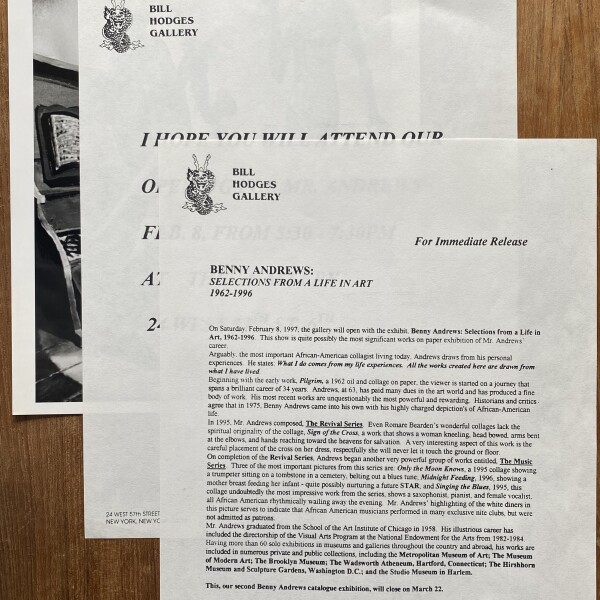 BILL
HODGES
GALLERY
I HOPE YOU WILL ATTEND OUR
BILL
HODGES
GALLERY
For Immediate Release
BENNY ANDREWS:
SELECTIONS FROM A LIFE IN ART
1962-1996
On Saturday, February 8, 1997, the gallery will open with the exhibit, Benny Andrews: Selections from a Life in
Art, 1962-1996. This show is quite possibly the most significant works on paper exhibition of Mr. Andrews'
career.
Arguably, the most important African-American collagist living today, Andrews draws from his personal
experiences. He states: What I do comes from my life experiences. All the works created here are drawn from
what I have lived.
Beginning with the early work, Pilgrim, a 1962 oil and collage on paper, the viewer is started on a journey that
spans a brilliant career of 34 years. Andrews, at 63, has paid many dues in the art world and has produced a fine
body of work. His most recent works are unquestionably the most powerful and rewarding. Historians and critics
agree that in 1975, Benny Andrews came into his own with his highly charged depiction's of African-American
life.
In 1995, Mr. Andrews composed, The Revival Series. Even Romare Bearden's wonderful collages lack the
spiritual originality of the collage, Sign of the Cross, a work that shows a woman kneeling, head bowed, arms bent
at the elbows, and hands reaching toward the heavens for salvation. A very interesting aspect of this work is the
careful placement of the cross on her dress, respectfully she will never let it touch the ground or floor.
On completion of the Revival Series, Andrews began another very powerful group of works entitled, The Music
Series. Three of the most important pictures from this series are: Only the Moon Knows, a 1995 collage showing
a trumpeter sitting on a tombstone in a cemetery, belting out a blues tune; Midnight Feeding, 1996, showing a
mother breast feeding her infant - quite possibly nurturing a future STAR; and Singing the Blues, 1995, this
collage undoubtedly the most impressive work from the series, shows a saxophonist, pianist, and female vocalist,
all African American rhythmically wailing away the evening. Mr. Andrews' highlighting of the white diners in
this picture serves to indicate that African American musicians performed in many exclusive nite clubs, but were
not admitted as patrons.
Mr. Andrews graduated from the School of the Art Institute of Chicago in 1958. His illustrious career has
included the directorship of the Visual Arts Program at the National Endowment for the Arts from 1982-1984.
Having more than 60 solo exhibitions in museums and galleries throughout the country and abroad, his works are
included in numerous private and public collections, including the Metropolitan Museum of Art; The Museum
of Modern Art; The Brooklyn Museum; The Wadsworth Atheneum, Hartford, Connecticut; The Hirshhorn
Museum and Sculpture Gardens, Washington D.C.; and the Studio Museum in Harlem.
This, our second Benny Andrews catalogue exhibition, will close on March 22.
24 WEST 57th STREET
NEW YORK, NEW YO